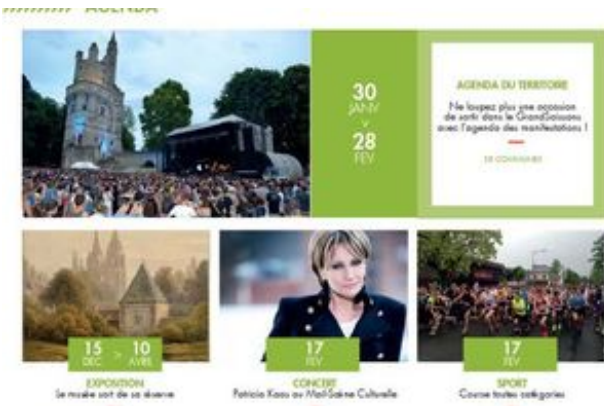 AGENDA
30
JANV
>
28
FEV
AGENDA DU TERRITOIRE
Ne loupez plus une occasion
de sortir dans le GrandSoissons
avec l'agenda des manifestations !
15
DEC
>
10
AVRIL
EXPOSITION
Le musée sort de sa réserve
17
FEV
CONCERT
Patricia Kaas au Mail-Scène Culturelle
17
FEV
SPORT
Course toutes catégories